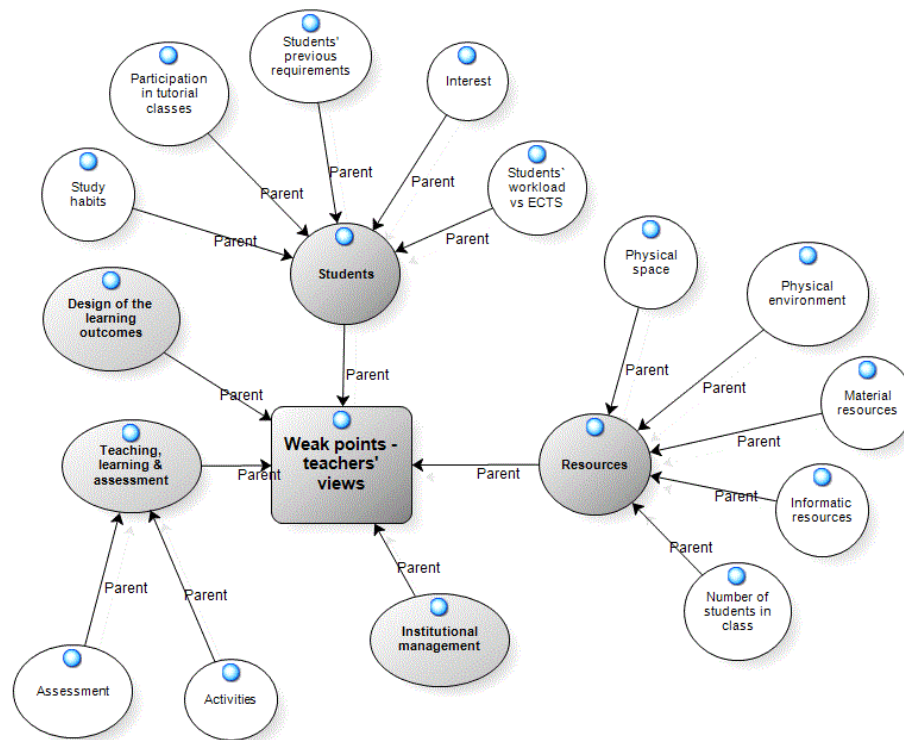 Students'
previous
requirements
Participation
in tutorial
classes
Interest
Parent
Parent
Parent
Students`
workload
vs ECTS
Study
habits
Parent
Parent
Students
Physical
space
Physical
environment
Design of the
learning
outcomes
Parent
Parent
Parent
Parent
Material
resources
Weak points -
teachers'
views
Teaching,
learning &
assessment
Parent
Parent
Resources
Parent
Parent
Informatic
resources
Parent
Parent
Parent
Parent
Number of
students in
class
Institutional
management
Parent
Assessment
Activities